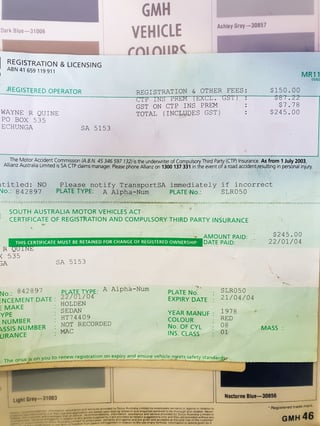 GMH
VEHICLE
COLOURS
Dark Blue—31006
Ashley Grey—30857
REGISTRATION & LICENSING
ABN 41 659 119 911
MR11
REGISTERED OPERATOR
REGISTRATION & OTHER FEES: $150.00
CTP INS PREM (EXCL. GST) : $87.22
GST ON CTP INS PREM : $7.78
TOTAL (INCLUDES GST) : $245.00
WAYNE R QUINE
PO BOX 535
ECHUNGA SA 5153
The Motor Accident Commission (A.B.N. 45 346 597 132) is the underwriter of Compulsory Third Party (CTP) Insurance. As from 1 July 2003,
Allianz Australia Limited is SA CTP claims manager. Please phone Allianz on 1300 137 331 in the event of a road accident resulting in personal injury.
ntitled: NO Please notify TransportSA immediately if incorrect
No.: 842897 PLATE TYPE: A Alpha-Num PLATE No.: SLR050
SOUTH AUSTRALIA MOTOR VEHICLES ACT
CERTIFICATE OF REGISTRATION AND COMPULSORY THIRD PARTY INSURANCE
THIS CERTIFICATE MUST BE RETAINED FOR CHANGE OF REGISTERED OWNERSHIP
AMOUNT PAID : $245.00
DATE PAID: 22/01/04
R QUINE
X 535
GA SA 5153
No.: 842897 PLATE TYPE: A Alpha-Num PLATE No.: SLR050
ENCEMENT DATE : 22/01/04 EXPIRY DATE : 21/04/04
E MAKE : HOLDEN
YPE : SEDAN YEAR MANUF : 1978
NUMBER : HT74409 COLOUR : RED
ASSIS NUMBER : NOT RECORDED No. OF CYL : 08 MASS :
URANCE : MAC INS. CLASS : 01
The onus is on you to renew registration on expiry and ensure vehicle meets safety standards
Light Grey—31003
Nocturne Blue—30856
* Registered trade mark
GMH 46